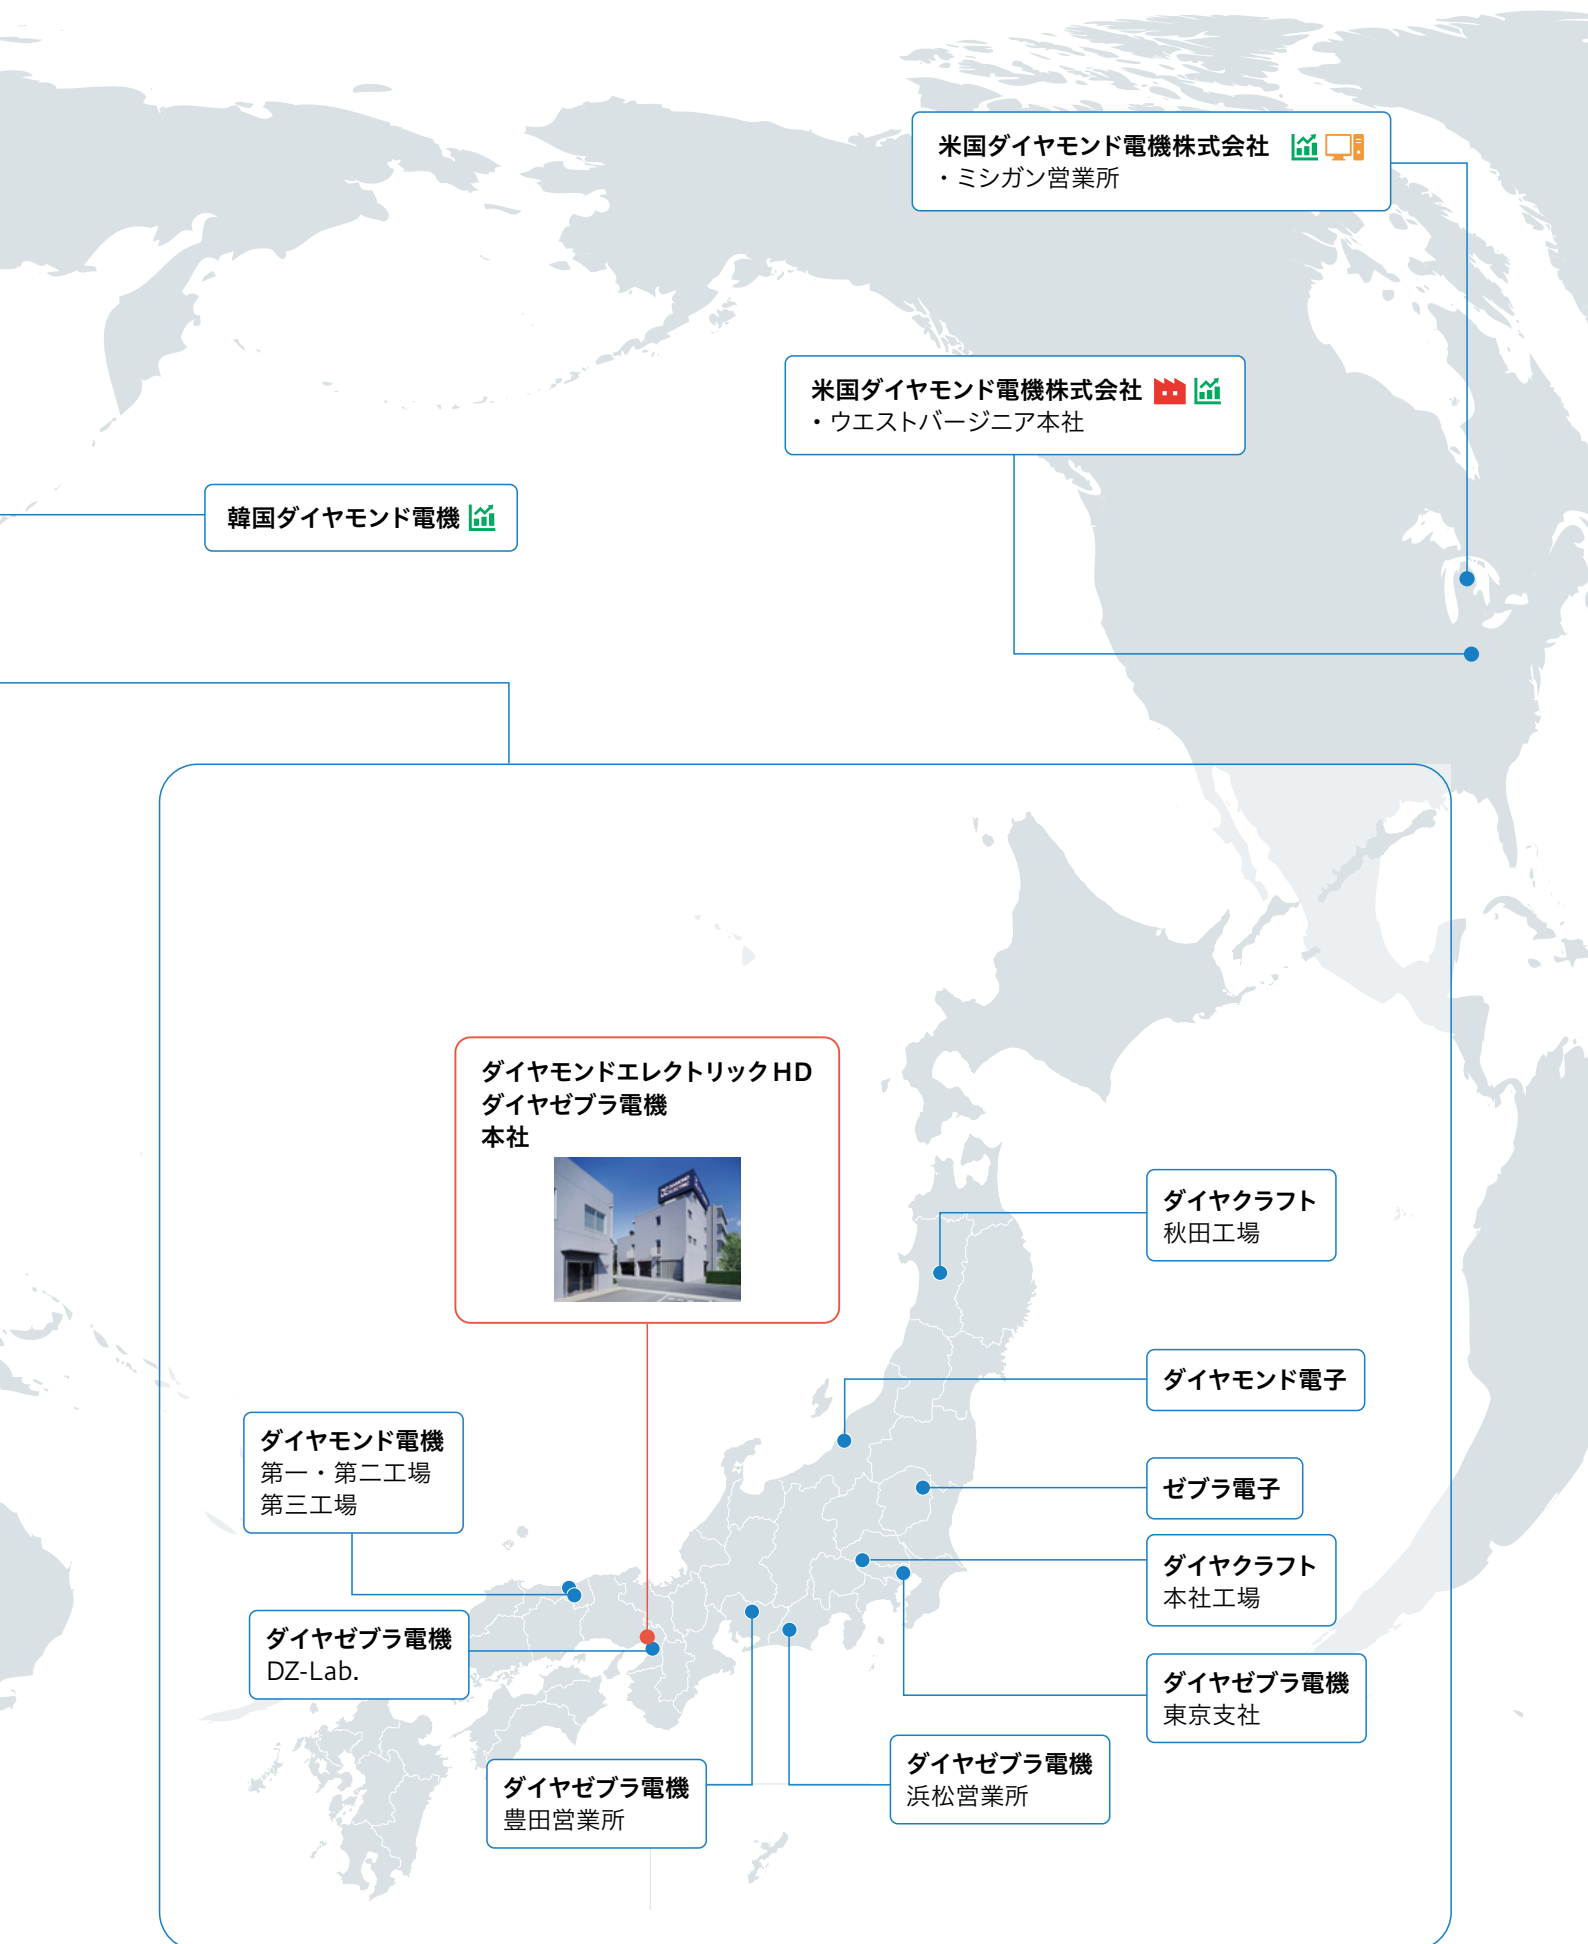 米国ダイヤモンド電機株式会社
・ミシガン営業所
米国ダイヤモンド電機株式会社
・ウエストバージニア本社
韓国ダイヤモンド電機
ダイヤモンドエレクトリックHD
ダイヤゼブラ電機
本社
ダイヤクラフト
秋田工場
ダイヤモンド電子
ダイヤモンド電機
第一・第二工場
第三工場
ゼブラ電子
ダイヤクラフト
本社工場
ダイヤゼブラ電機
DZ-Lab.
ダイヤゼブラ電機
東京支社
ダイヤゼブラ電機
浜松営業所
ダイヤゼブラ電機
豊田営業所